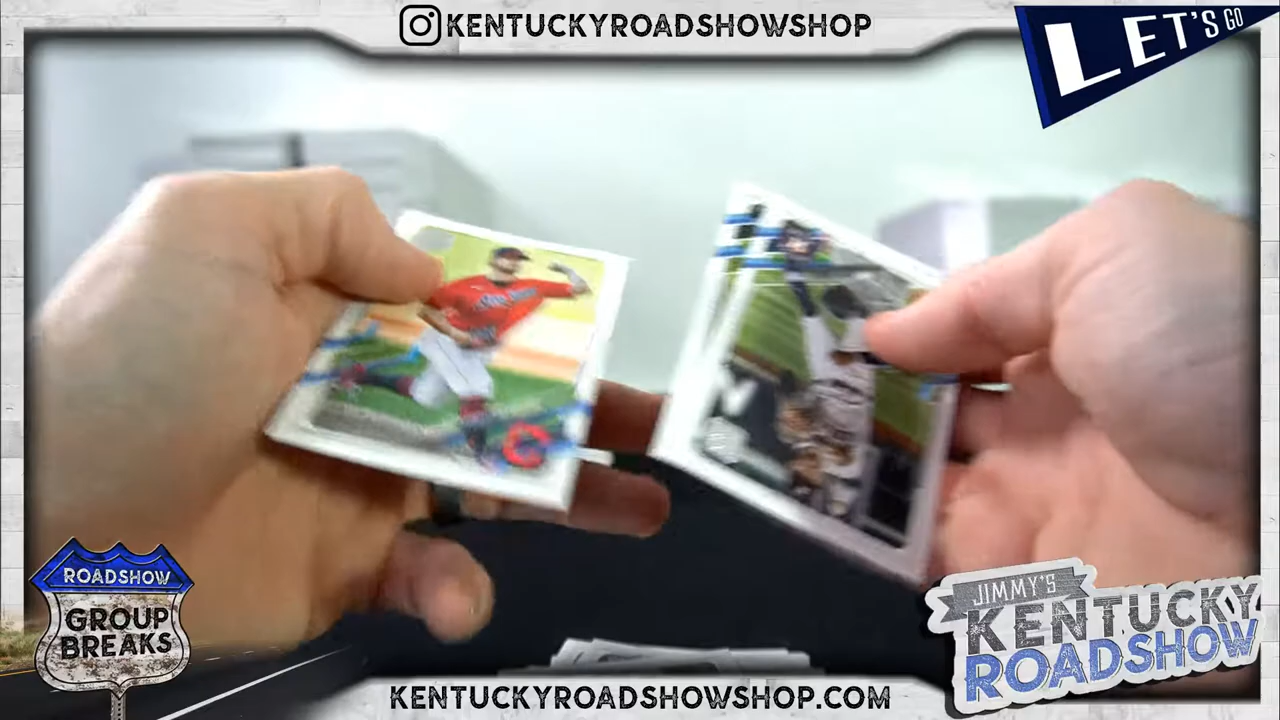 KENTUCKYROADSHOWSHOP
LET'S GO
ROADSHOW
GROUP
BREAKS
JIMMY'S
KENTUCKY
ROADSHOW
KENTUCKYROADSHOWSHOP.COM